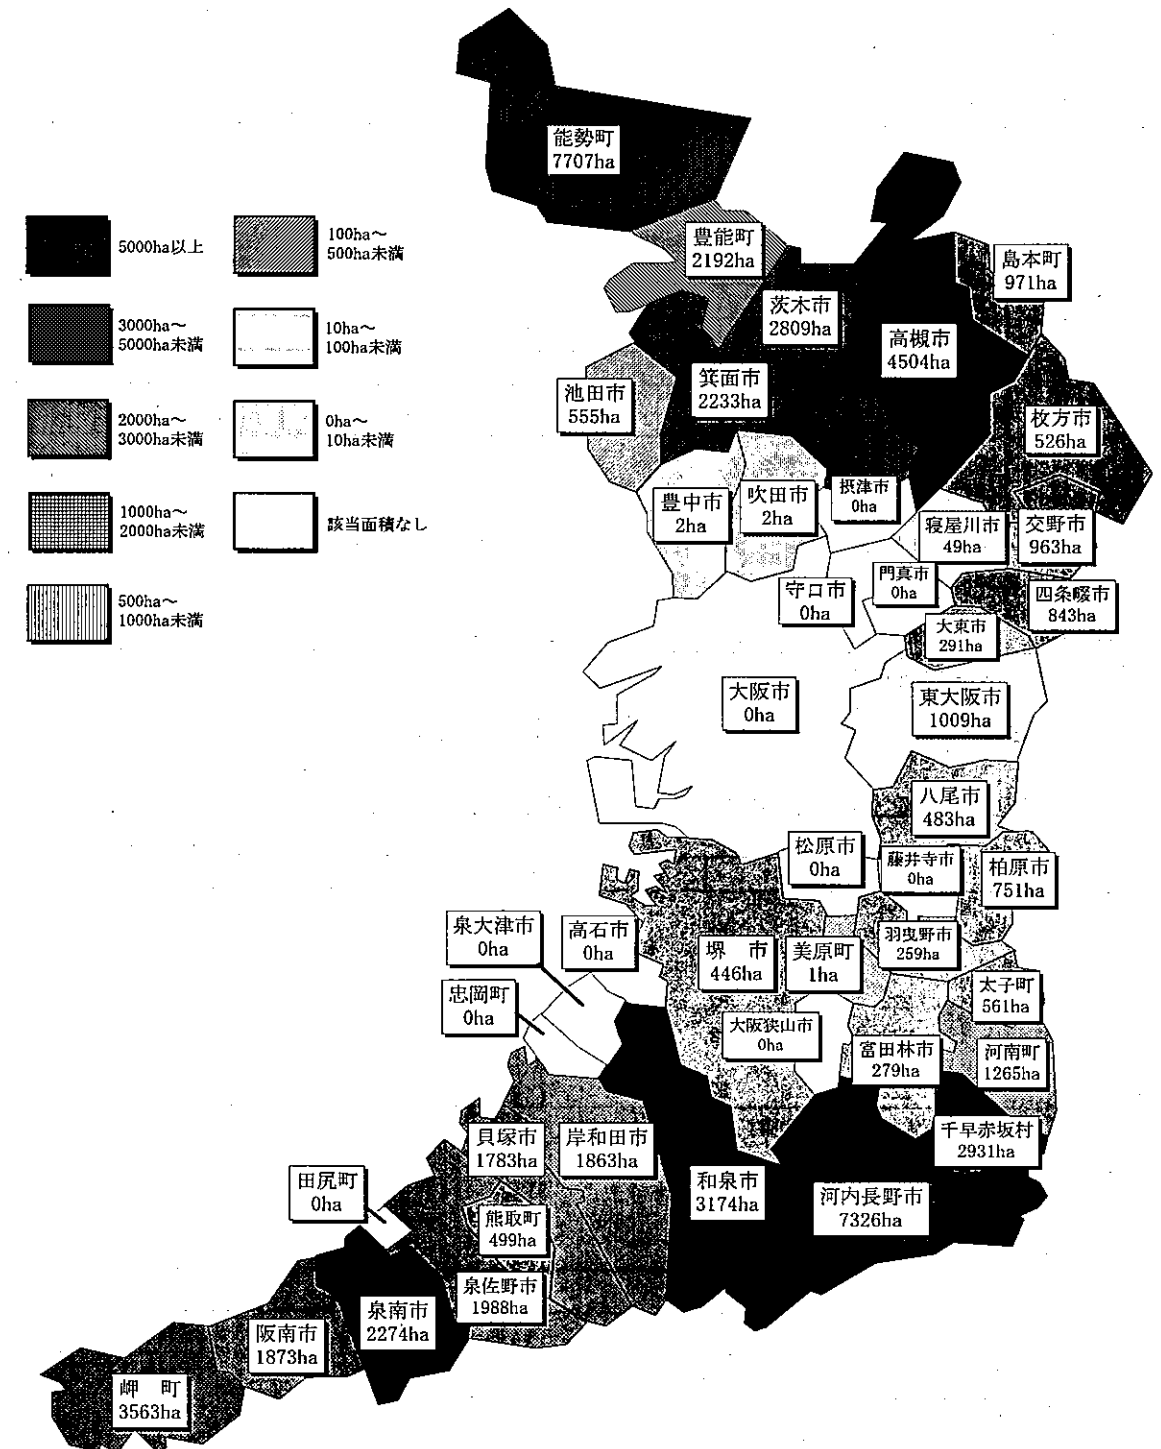 能勢町
7707ha
豊能町
2192ha
島本町
971ha
茨木市
2809ha
高槻市
4504ha
箕面市
2233ha
池田市
555ha
枚方市
526ha
豊中市
2ha
吹田市
2ha
摂津市
0ha
寝屋川市
49ha
交野市
963ha
守口市
0ha
門真市
0ha
四条畷市
843ha
大東市
291ha
大阪市
0ha
東大阪市
1009ha
八尾市
483ha
松原市
0ha
藤井寺市
0ha
柏原市
751ha
泉大津市
0ha
高石市
0ha
堺　市
446ha
美原町
1ha
羽曳野市
259ha
太子町
561ha
忠岡町
0ha
大阪狭山市
0ha
富田林市
279ha
河南町
1265ha
千早赤坂村
2931ha
貝塚市
1783ha
岸和田市
1863ha
和泉市
3174ha
河内長野市
7326ha
田尻町
0ha
熊取町
499ha
泉佐野市
1988ha
泉南市
2274ha
阪南市
1873ha
岬　町
3563ha
5000ha以上
3000ha～
5000ha未満
2000ha～
3000ha未満
1000ha～
2000ha未満
500ha～
1000ha未満
100ha～
500ha未満
10ha～
100ha未満
0ha～
10ha未満
該当面積なし